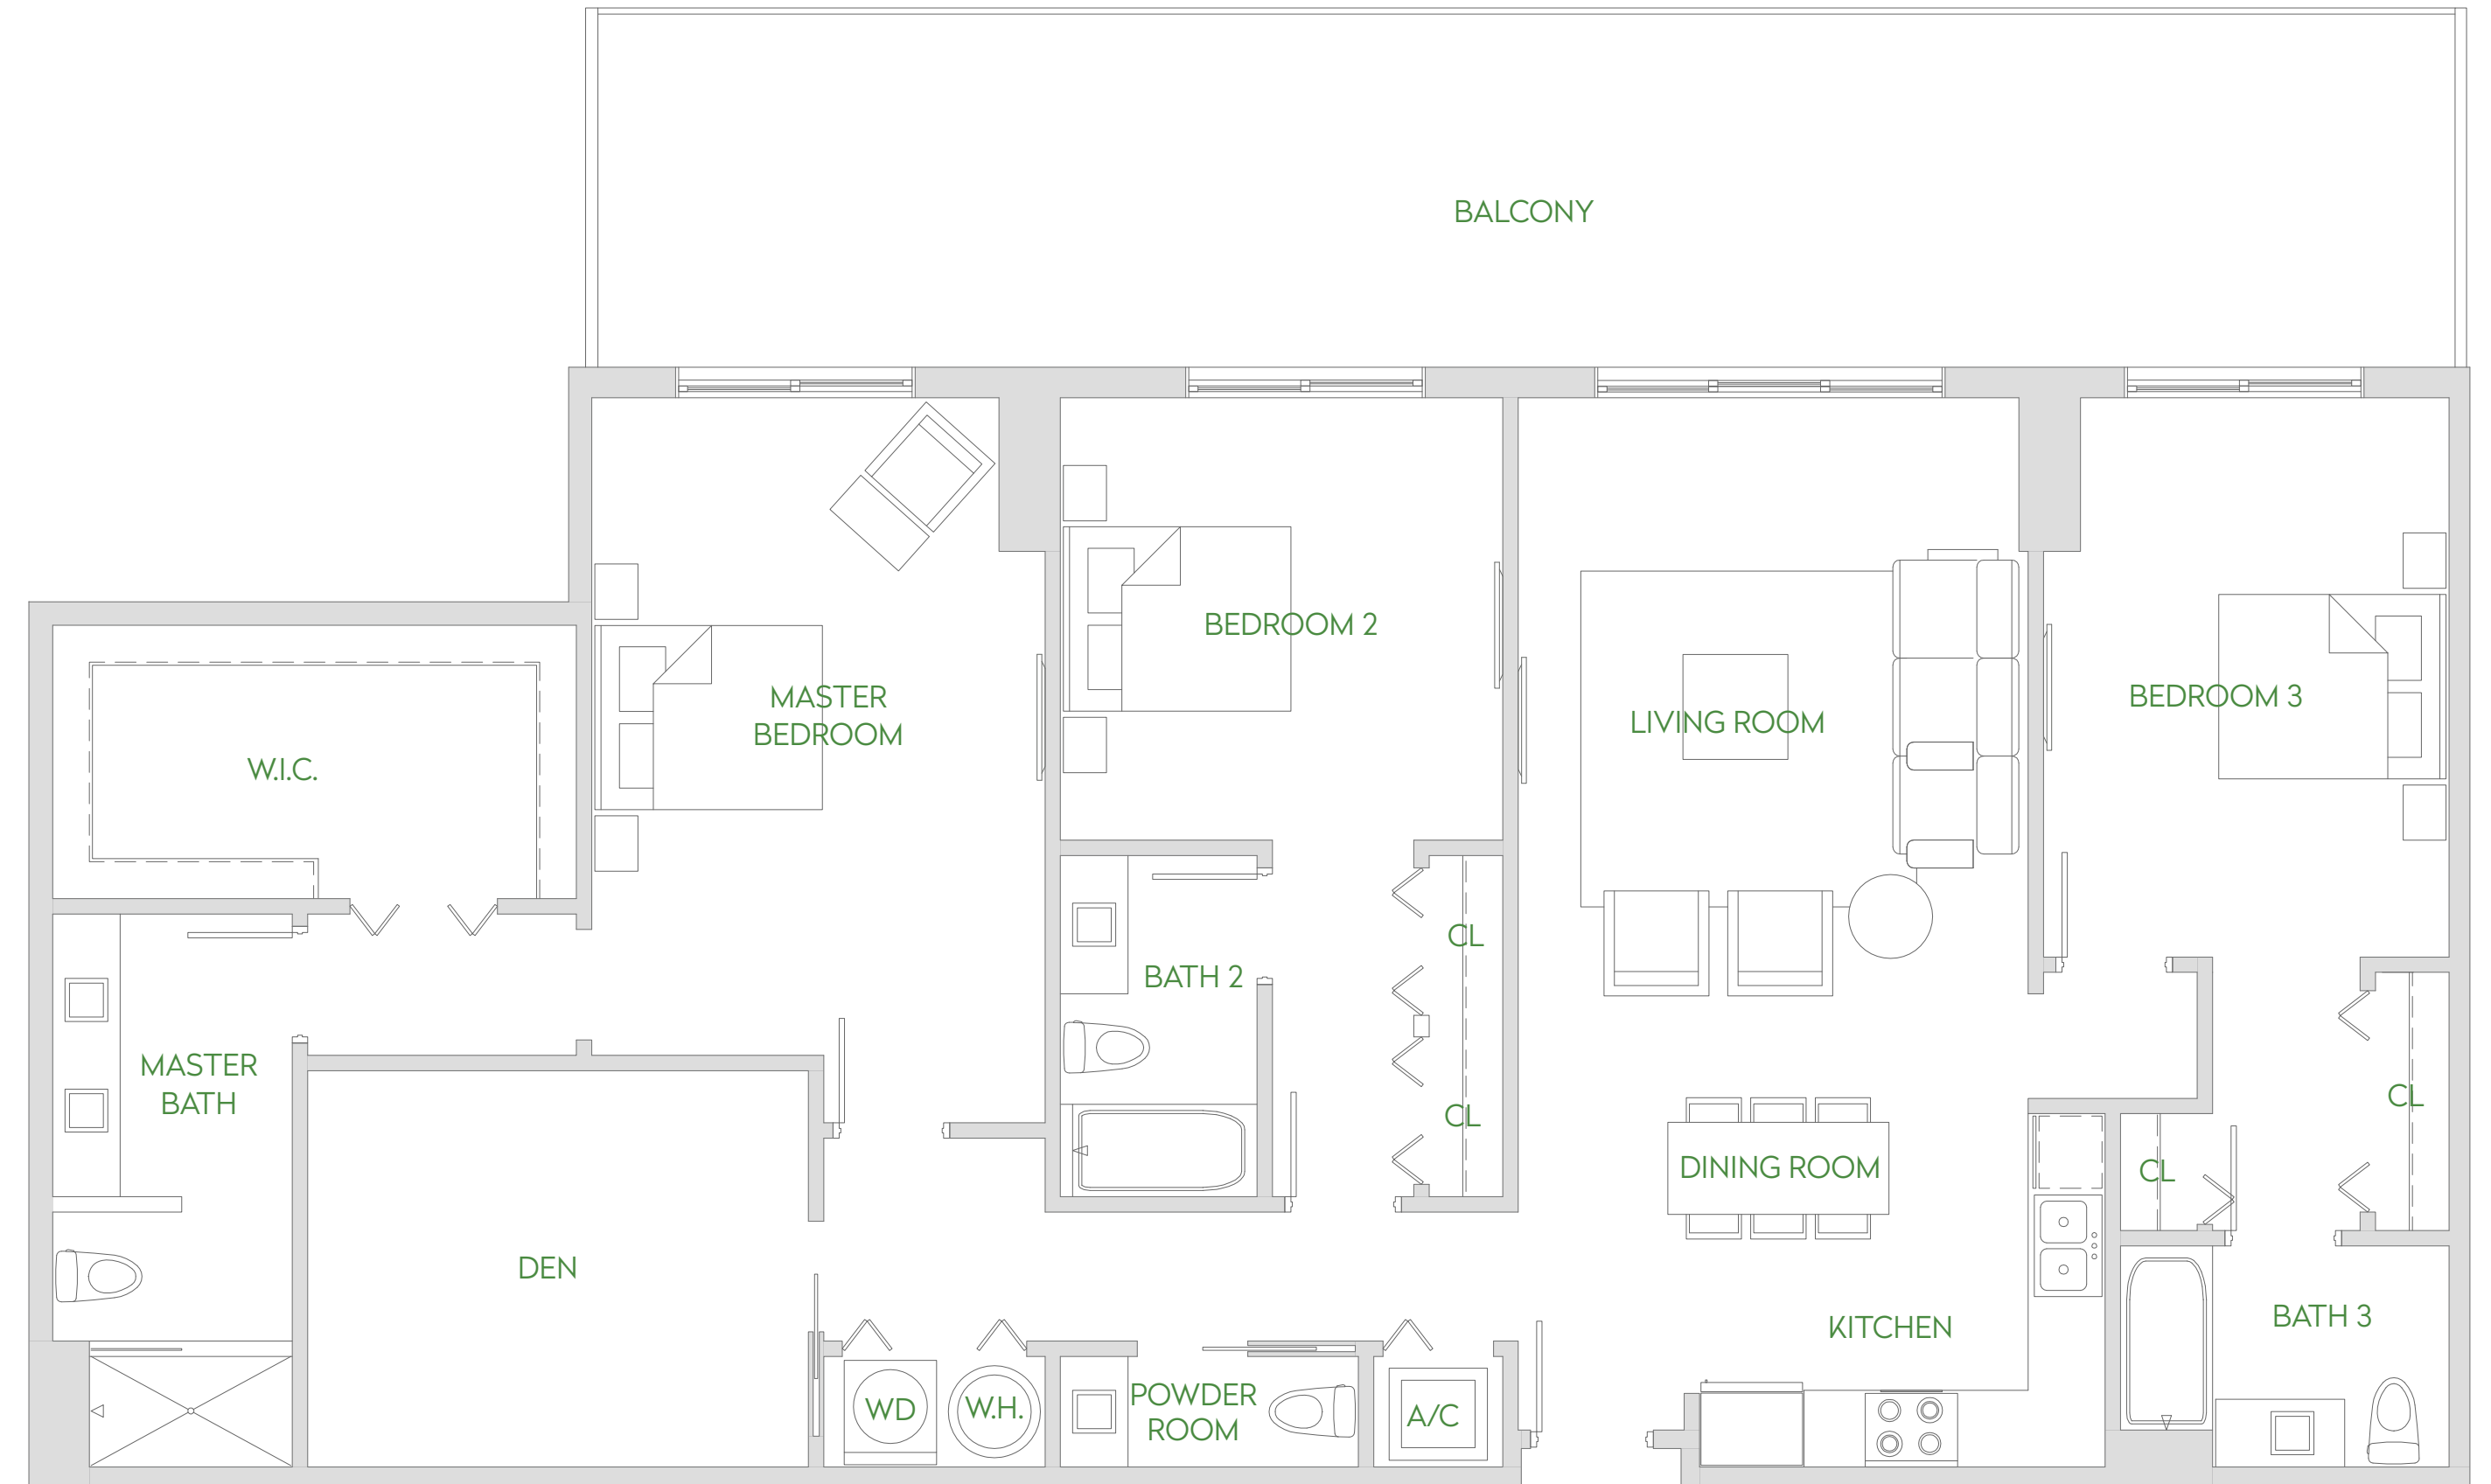 BALCONY
BEDROOM 2
MASTER
BEDROOM
BEDROOM 3
LIVING ROOM
W.I.C.
CL
BATH 2
MASTER
BATH
CL
CL
DINING ROOM
CL
DEN
BATH 3
KITCHEN
WD
W.H.
POWDER
ROOM
A/C